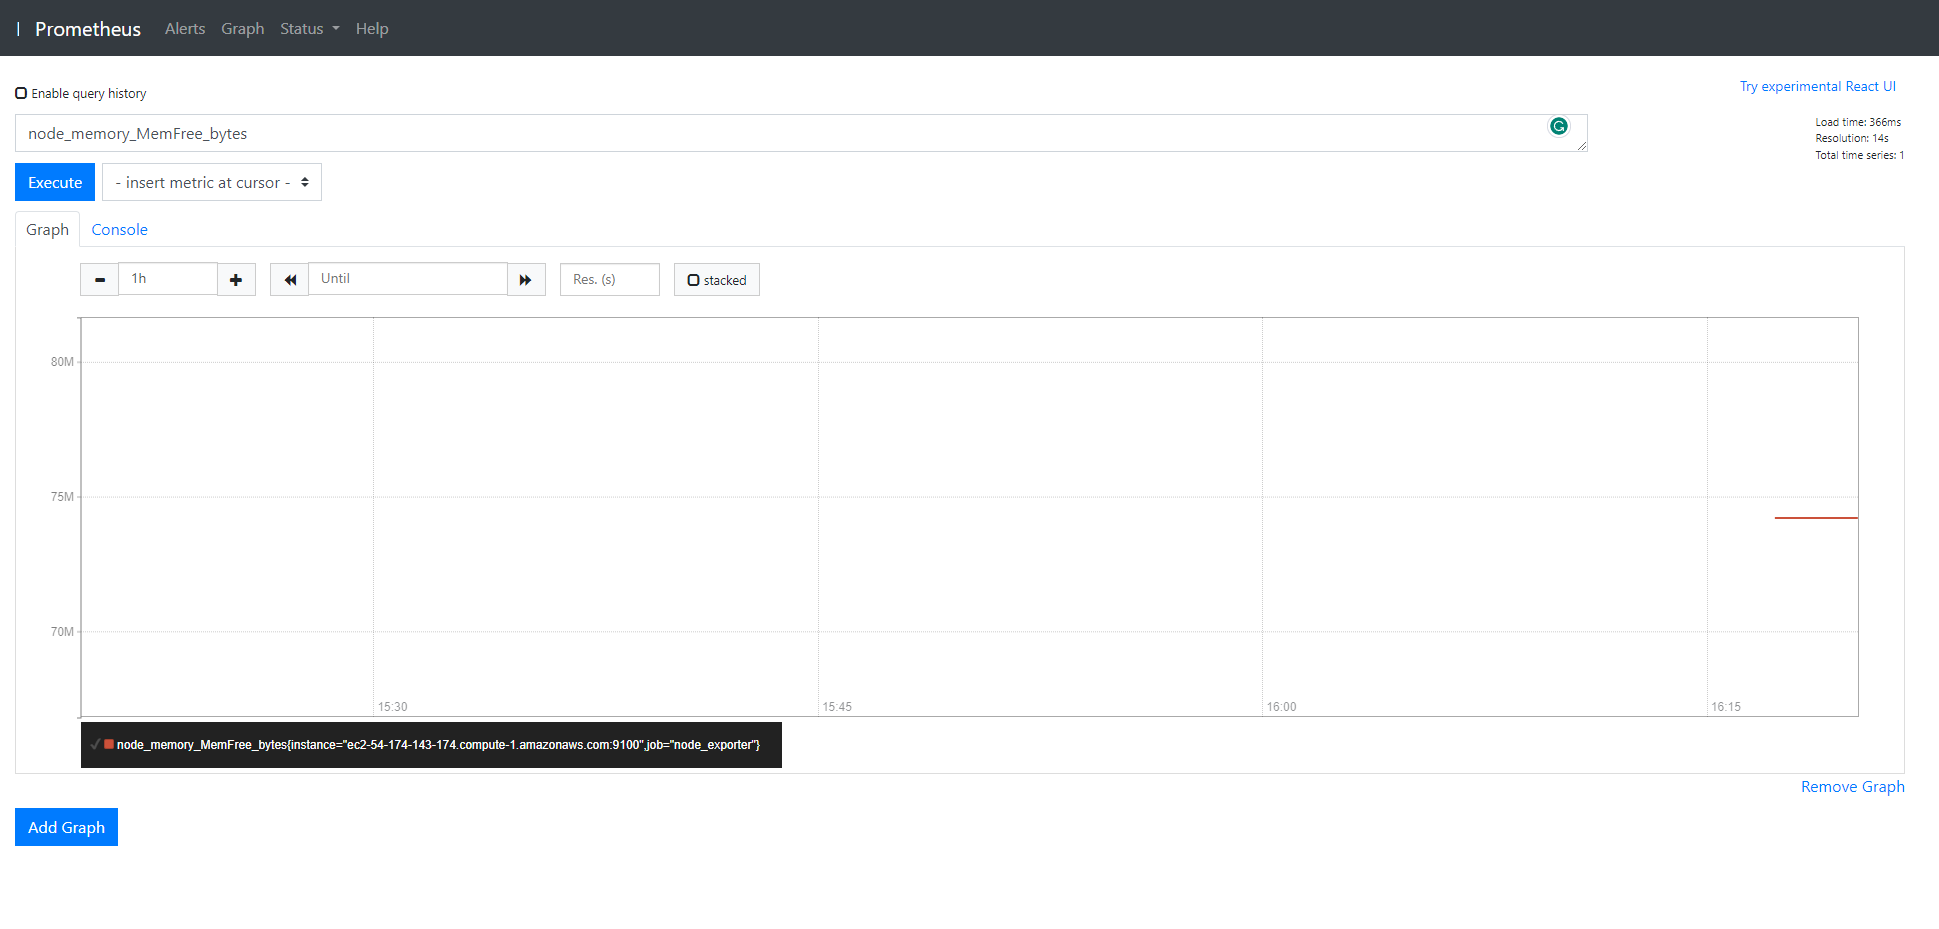 Prometheus Alerts Graph Status Help
Enable query history
Try experimental React UI
node_memory_MemFree_bytes
G
Load time: 366ms
Resolution: 14s
Total time series: 1
Execute - insert metric at cursor -
Graph Console
1h Until Res. (s) stacked
80M
75M
70M
15:30 15:45 16:00 16:15
node_memory_MemFree_bytes{instance="ec2-54-174-143-174.compute-1.amazonaws.com:9100",job="node_exporter"}
Remove Graph
Add Graph